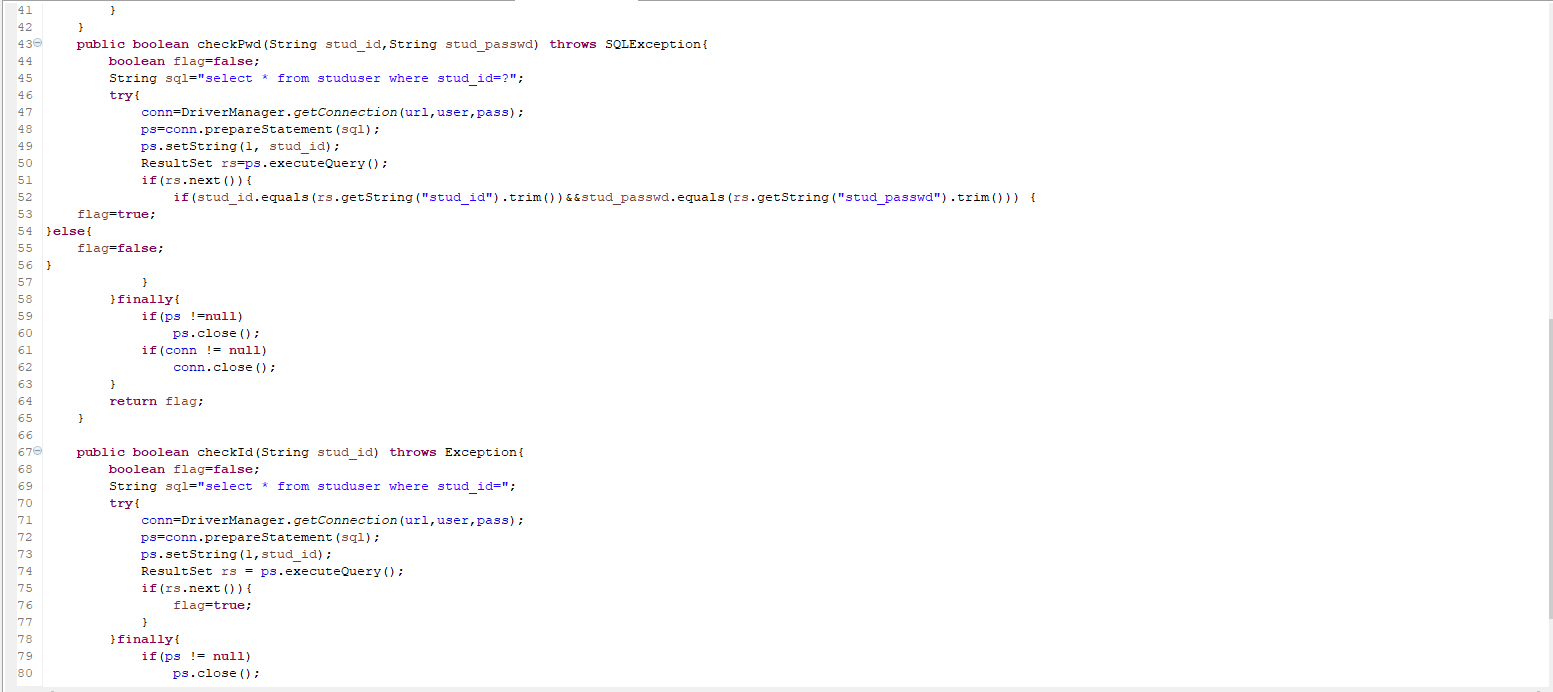 41         }
42     }
43     public boolean checkPwd(String stud_id,String stud_passwd) throws SQLException{
44         boolean flag=false;
45         String sql="select * from studuser where stud_id=?";
46         try{
47             conn=DriverManager.getConnection(url,user,pass);
48             ps=conn.prepareStatement(sql);
49             ps.setString(1, stud_id);
50             ResultSet rs=ps.executeQuery();
51             if(rs.next()){
52                 if(stud_id.equals(rs.getString("stud_id").trim())&&stud_passwd.equals(rs.getString("stud_passwd").trim())) {
53     flag=true;
54 }else{
55     flag=false;
56 }
57             }
58         }finally{
59             if(ps !=null)
60                 ps.close();
61             if(conn != null)
62                 conn.close();
63         }
64         return flag;
65     }
66
67     public boolean checkId(String stud_id) throws Exception{
68         boolean flag=false;
69         String sql="select * from studuser where stud_id=";
70         try{
71             conn=DriverManager.getConnection(url,user,pass);
72             ps=conn.prepareStatement(sql);
73             ps.setString(1,stud_id);
74             ResultSet rs = ps.executeQuery();
75             if(rs.next()){
76                 flag=true;
77             }
78         }finally{
79             if(ps != null)
80                 ps.close();